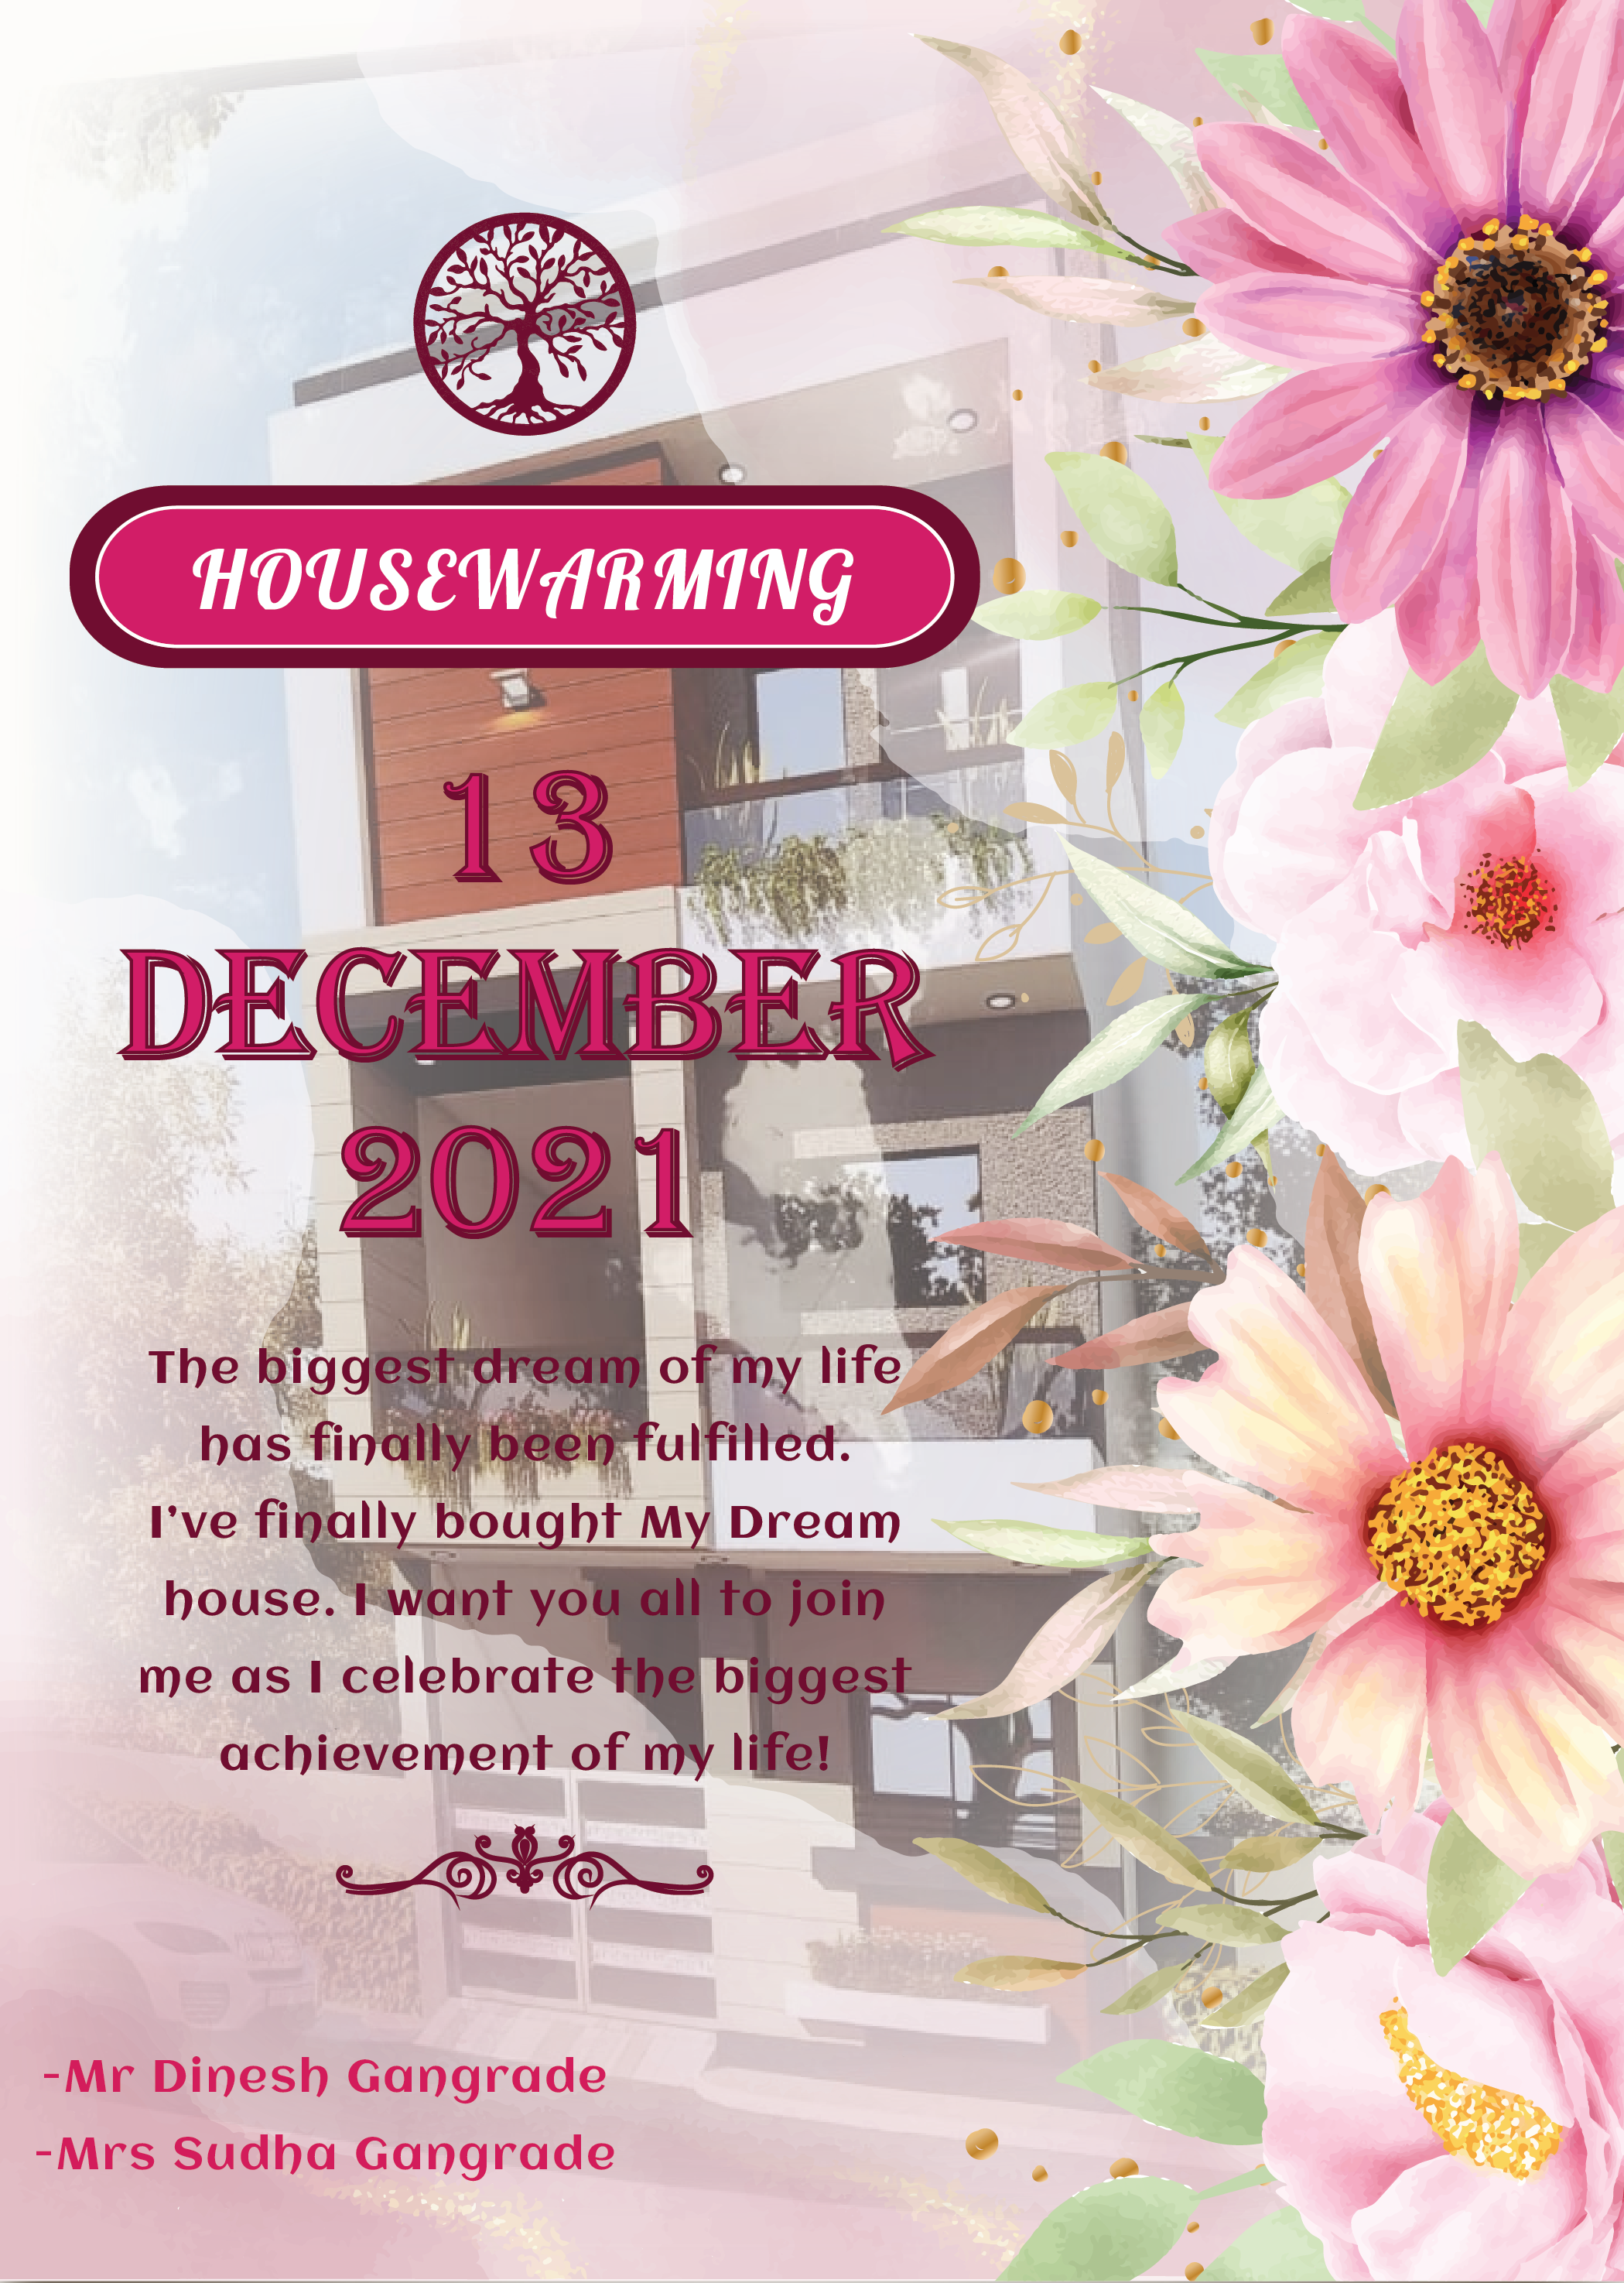 HOUSEWARMING
13
DECEMBER
2021
The biggest dream of my life
has finally been fulfilled.
I've finally bought My Dream
house. I want you all to join
me as I celebrate the biggest
achievement of my life!
-Mr Dinesh Gangrade
-Mrs Sudha Gangrade